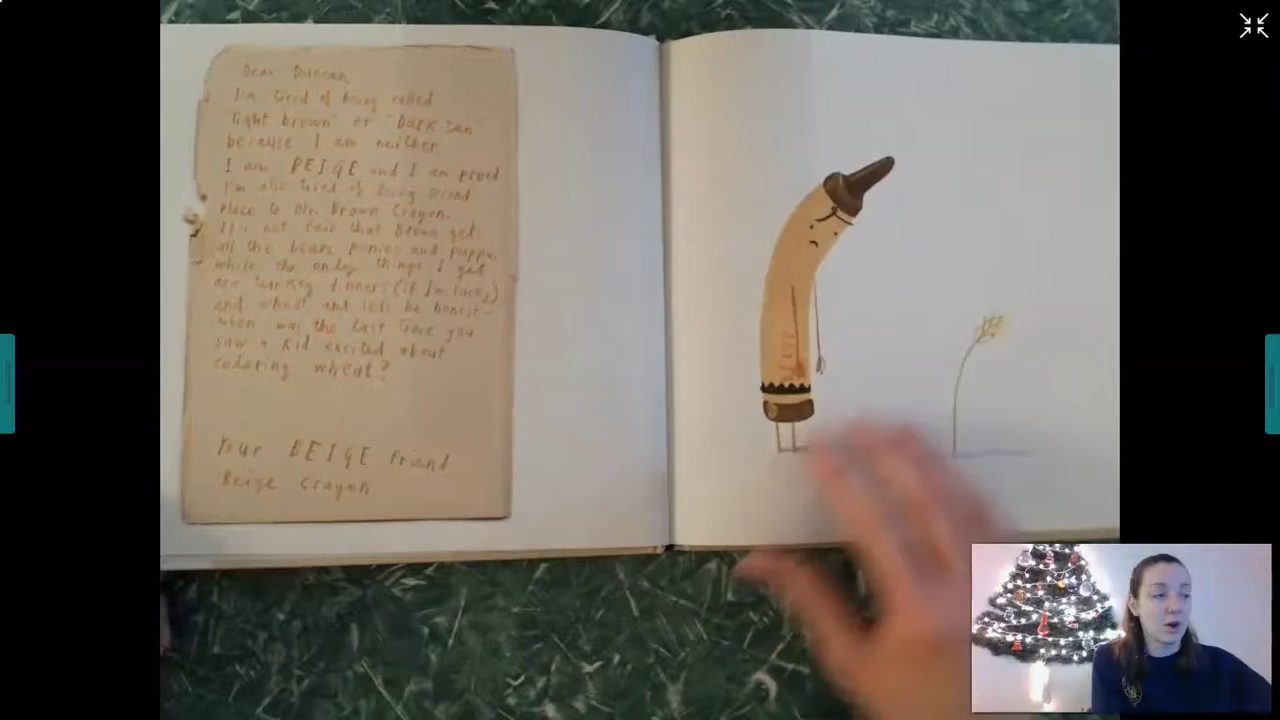 Dear Duncan,
I'm tired of being called
"light brown" or "Dark tan"
because I am neither.
I am BEIGE and I am proud
I'm also tired of being second
place to Mr. Brown Crayon.
It's not fair that Brown gets
all the bears, ponies and puppies
while the only things I get
are turkey dinners (if I'm lucky)
and wheat, and let's be honest-
when was the last time you
saw a kid excited about
coloring wheat?
Your BEIGE friend
Beige Crayon
BEIGE